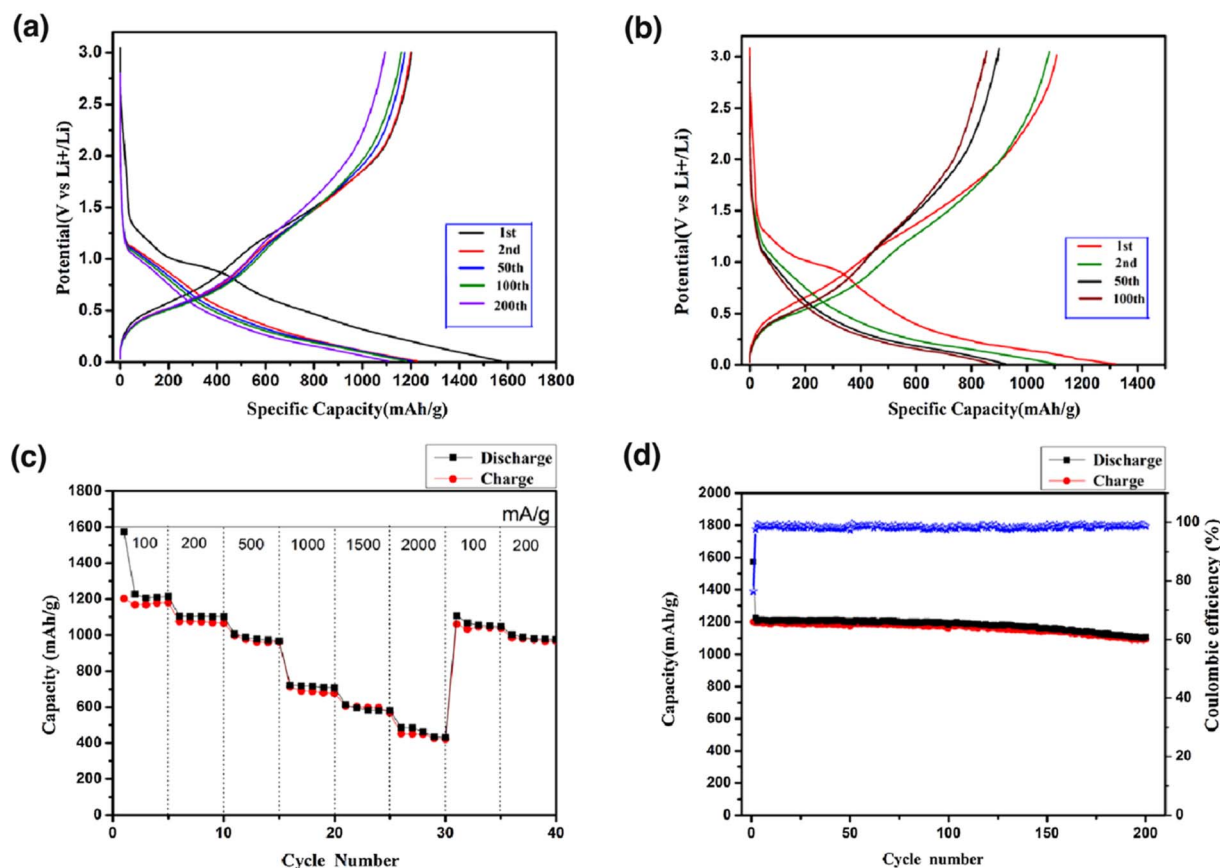 (a)
Potential(V vs Li+/Li)
3.0
2.5
2.0
1.5
1.0
0.5
0.0
1st
2nd
50th
100th
200th
0 200 400 600 800 1000 1200 1400 1600 1800
Specific Capacity(mAh/g)
(b)
Potential(V vs Li+/Li)
3.0
2.5
2.0
1.5
1.0
0.5
0.0
1st
2nd
50th
100th
0 200 400 600 800 1000 1200 1400
Specific Capacity(mAh/g)
(c)
Discharge
Charge
Capacity (mAh/g)
1800
1600
1400
1200
1000
800
600
400
200
0
mA/g
100 200 500 1000 1500 2000 100 200
0 10 20 30 40
Cycle Number
(d)
Discharge
Charge
Capacity(mAh/g)
2000
1800
1600
1400
1200
1000
800
600
400
200
0
100
80
60
40
20
0
Coulombic efficiency (%)
0 50 100 150 200
Cycle number